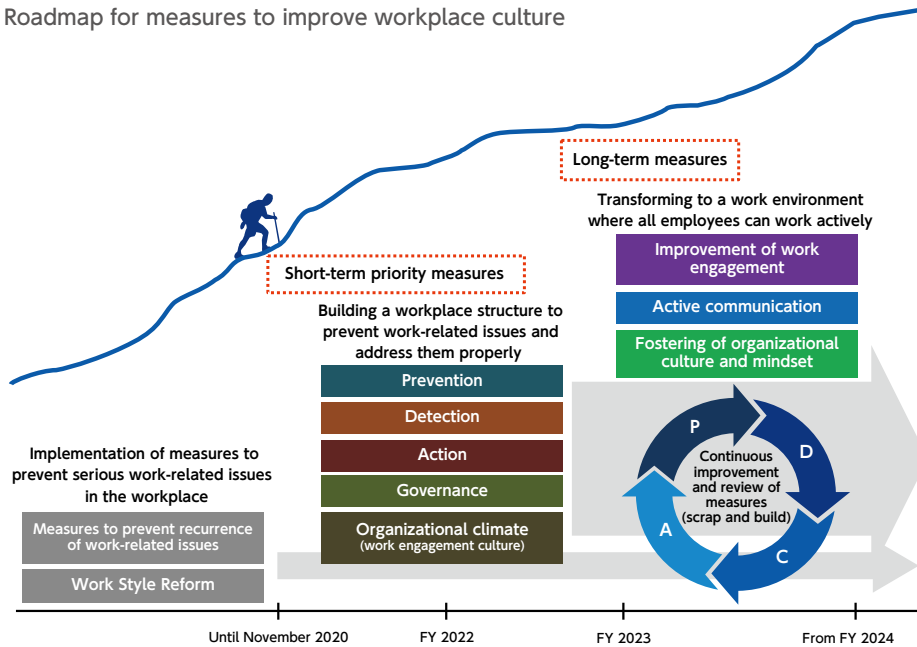 Roadmap for measures to improve workplace culture
Long-term measures
Transforming to a work environment
where all employees can work actively
Improvement of work
engagement
Active communication
Fostering of organizational
culture and mindset
Short-term priority measures
Building a workplace structure to
prevent work-related issues and
address them properly
Prevention
Detection
Action
Governance
Organizational climate
(work engagement culture)
Implementation of measures to
prevent serious work-related issues
in the workplace
Measures to prevent recurrence
of work-related issues
Work Style Reform
P
D
C
A
Continuous
improvement
and review of
measures
(scrap and build)
Until November 2020
FY 2022
FY 2023
From FY 2024